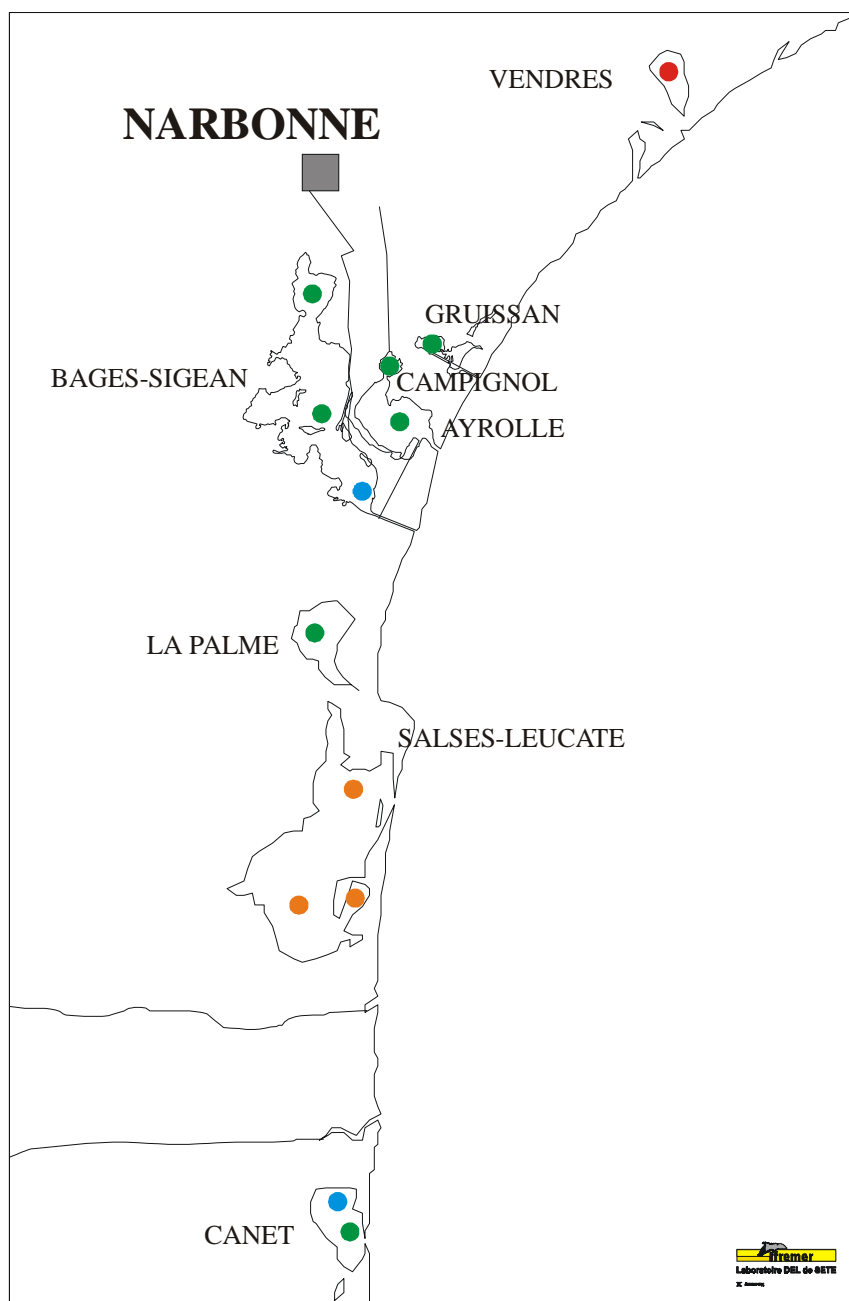 VENDRES
NARBONNE
GRUISSAN
BAGES-SIGEAN
CAMPIGNOL
AYROLLE
LA PALME
SALSES-LEUCATE
CANET
Ifremer
Laboratoire DEL de SETE